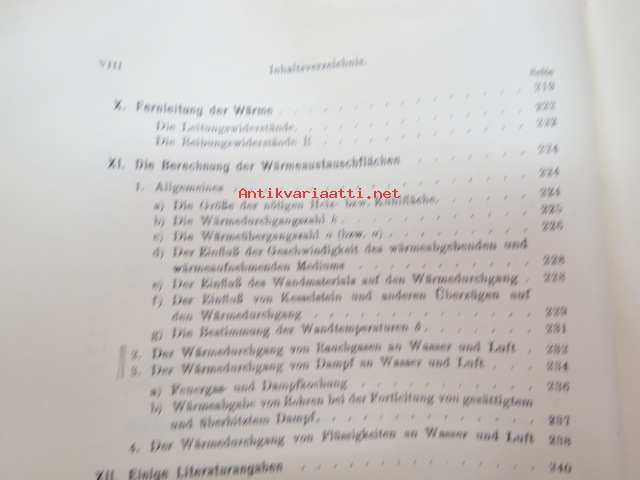 VIII Inhaltsverzeichnis.
Seite
X. Fernleitung der Wärme 219
Die Leitungswiderstände. 222
Die Reibungswiderstände R 222
XI. Die Berechnung der Wärmeaustauschflächen 224
1. Allgemeines 224
Antikvariaatti.net
a) Die Größe der nötigen Heiz- bzw. Kühlfläche. 224
b) Die Wärmedurchgangszahl k 225
c) Die Wärmeübergangszahl α (bzw. a) 226
d) Der Einfluß der Geschwindigkeit des wärmeabgebenden und
wärmeaufnehmenden Mediums 228
e) Der Einfluß des Wandmaterials auf den Wärmedurchgang 228
f) Der Einfluß von Kesselstein und anderen Überzügen auf
den Wärmedurchgang 229
g) Die Bestimmung der Wandtemperaturen 231
2. Der Wärmedurchgang von Rauchgasen an Wasser und Luft 232
3. Der Wärmedurchgang von Dampf an Wasser und Luft 234
a) Feuergas- und Dampfkochung 236
b) Wärmeabgabe von Rohren bei der Fortleitung von gesättigtem
und überhitztem Dampf. 237
4. Der Wärmedurchgang von Flüssigkeiten an Wasser und Luft 238
XII. Einige Literaturangaben 240